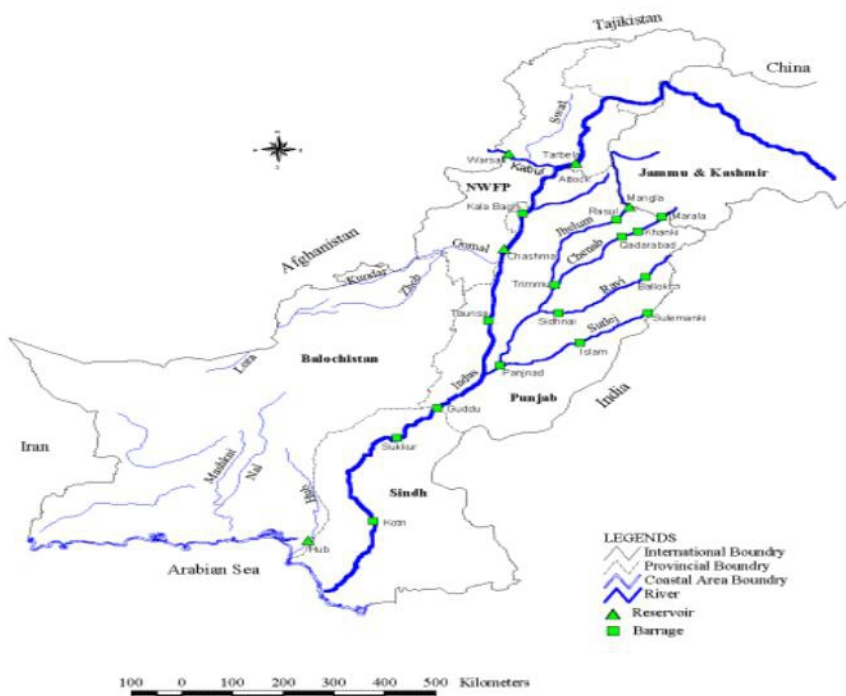 Tajikistan
China
Swat
Warsak
Kabul
Tarbela
Attock
Jammu & Kashmir
NWFP
Mangla
Kala Bagh
Rasul
Marala
Jhelum
Khanki
Afghanistan
Gomal
Chenab
Qadarabad
Chashma
Kundar
Zhob
Trimmu
Ravi
Balloki
Taunsa
Sidhnai
Sulemanki
Sutlej
Lora
Balochistan
Islam
Indus
Panjnad
Punjab
India
Guddu
Iran
Sukkur
Nal
Hub
Sindh
Kotri
Hub
Arabian Sea
LEGENDS
International Boundry
Provincial Boundry
Coastal Area Boundry
River
Reservoir
Barrage
100 0 100 200 300 400 500 Kilometers